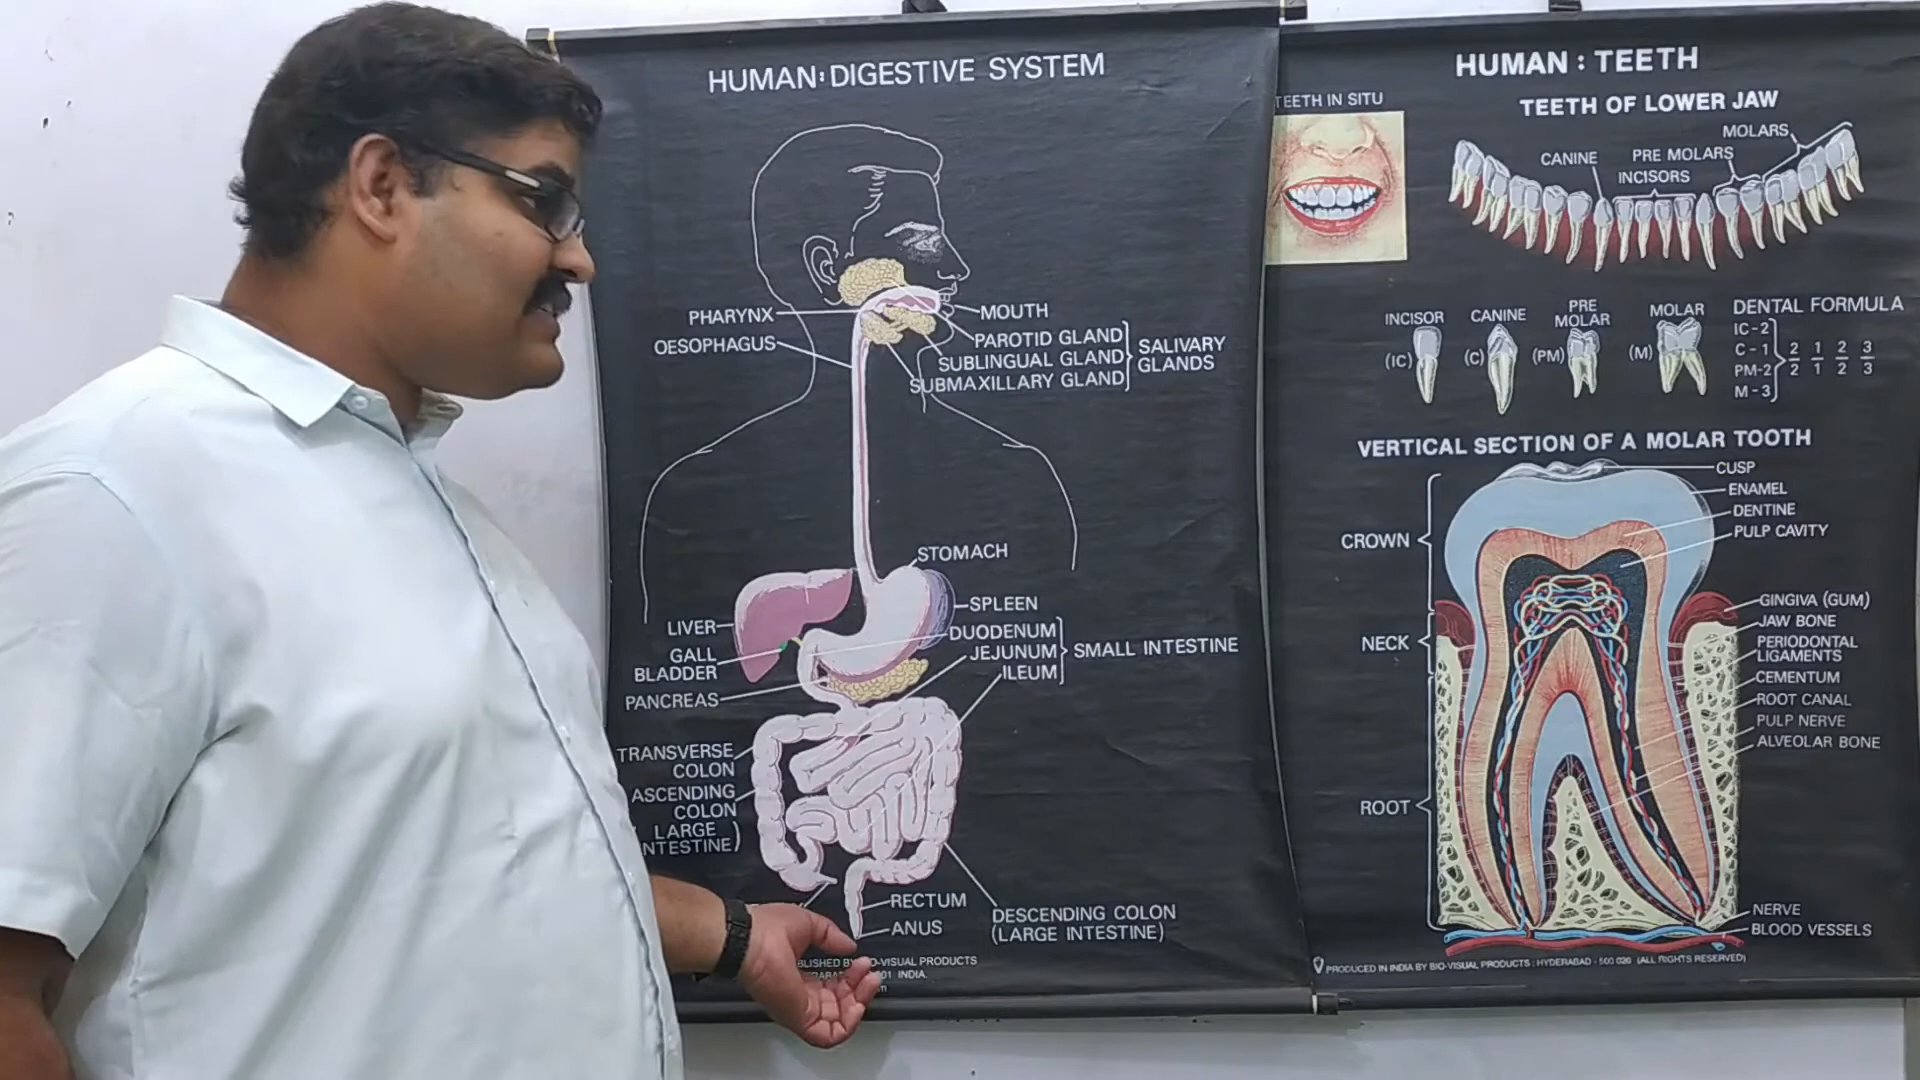 HUMAN: DIGESTIVE SYSTEM
PHARYNX
OESOPHAGUS
MOUTH
PAROTID GLAND
SUBLINGUAL GLAND
SUBMAXILLARY GLAND
SALIVARY
GLANDS
STOMACH
LIVER
GALL
BLADDER
PANCREAS
SPLEEN
DUODENUM
JEJUNUM
ILEUM
SMALL INTESTINE
TRANSVERSE
COLON
ASCENDING
COLON
LARGE
NTESTINE)
RECTUM
ANUS
DESCENDING COLON
(LARGE INTESTINE)
BLISHED BY O-VISUAL PRODUCTS
INDIA.
HUMAN : TEETH
TEETH IN SITU
TEETH OF LOWER JAW
MOLARS
CANINE
PRE MOLARS
INCISORS
INCISOR
(IC)
CANINE
(C)
PRE
MOLAR
(PM)
MOLAR
(M)
DENTAL FORMULA
IC-2
C-1
PM-2
M-3
2 1 2 3
2 1 2 3
VERTICAL SECTION OF A MOLAR TOOTH
CROWN
NECK
ROOT
CUSP
ENAMEL
DENTINE
PULP CAVITY
GINGIVA (GUM)
JAW BONE
PERIODONTAL
LIGAMENTS
CEMENTUM
ROOT CANAL
PULP NERVE
ALVEOLAR BONE
NERVE
BLOOD VESSELS
PRODUCED IN INDIA BY BIO-VISUAL PRODUCTS : HYDERABAD - 500 020 (ALL RIGHTS RESERVED)